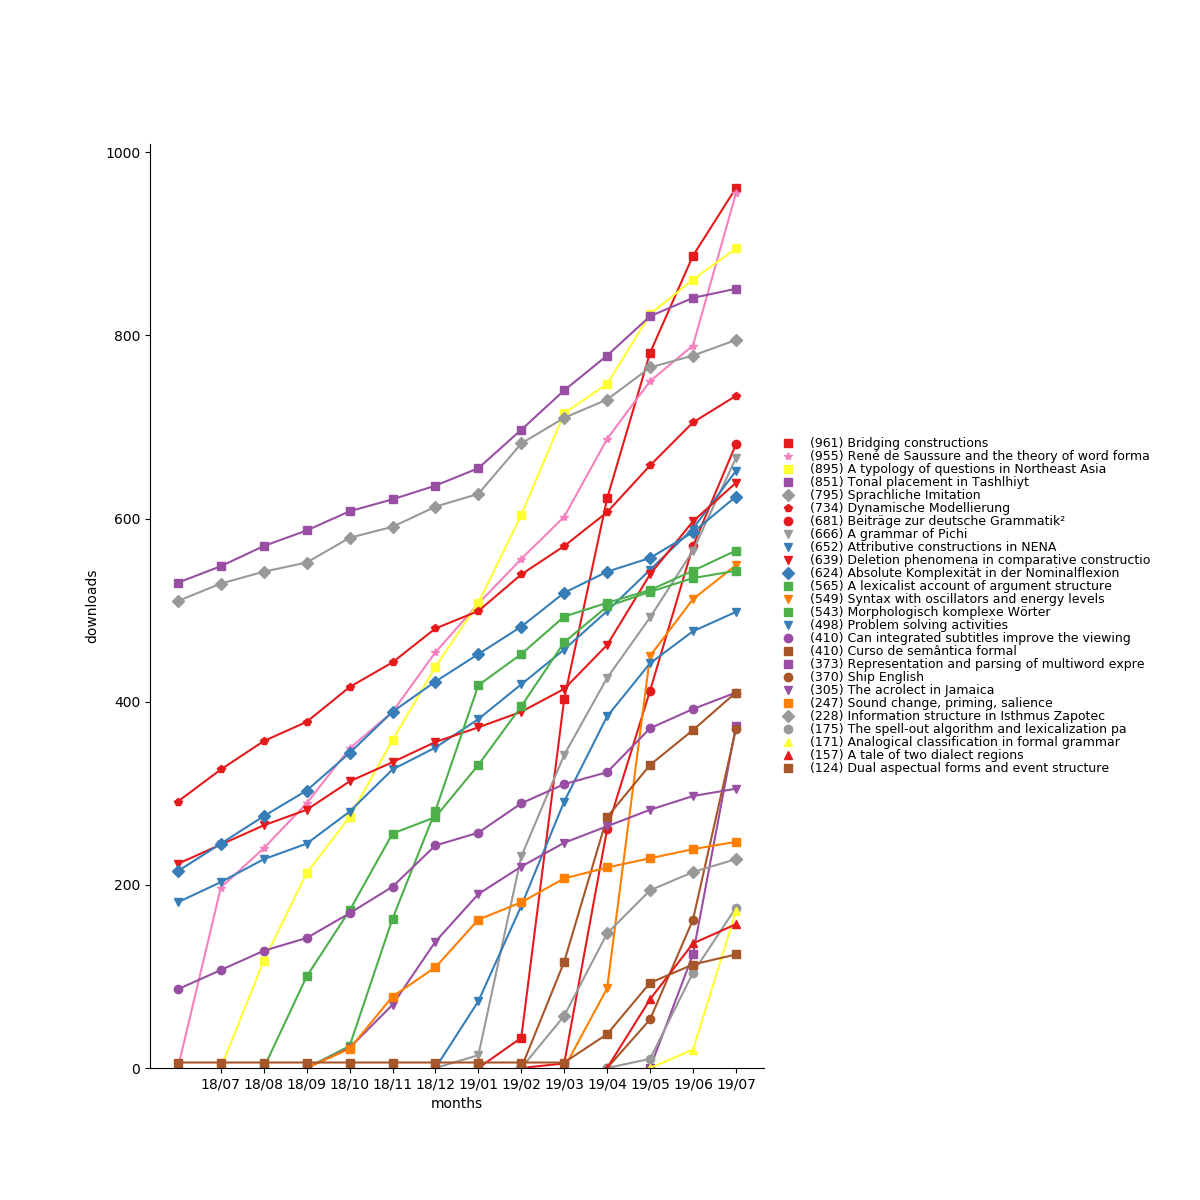 1000
800
600
400
200
0
downloads
18/07 18/08 18/09 18/10 18/11 18/12 19/01 19/02 19/03 19/04 19/05 19/06 19/07
months
(961) Bridging constructions
(955) René de Saussure and the theory of word forma
(895) A typology of questions in Northeast Asia
(851) Tonal placement in Tashlhiyt
(795) Sprachliche Imitation
(734) Dynamische Modellierung
(681) Beiträge zur deutsche Grammatik²
(666) A grammar of Pichi
(652) Attributive constructions in NENA
(639) Deletion phenomena in comparative constructio
(624) Absolute Komplexität in der Nominalflexion
(565) A lexicalist account of argument structure
(549) Syntax with oscillators and energy levels
(543) Morphologisch komplexe Wörter
(498) Problem solving activities
(410) Can integrated subtitles improve the viewing
(410) Curso de semântica formal
(373) Representation and parsing of multiword expre
(370) Ship English
(305) The acrolect in Jamaica
(247) Sound change, priming, salience
(228) Information structure in Isthmus Zapotec
(175) The spell-out algorithm and lexicalization pa
(171) Analogical classification in formal grammar
(157) A tale of two dialect regions
(124) Dual aspectual forms and event structure